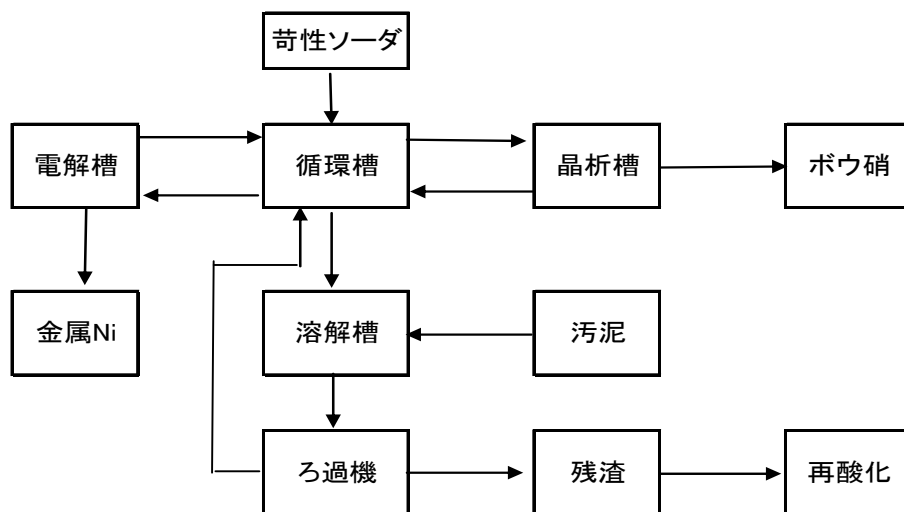 苛性ソーダ
電解槽
循環槽
晶析槽
ボウ硝
金属Ni
溶解槽
汚泥
ろ過機
残渣
再酸化